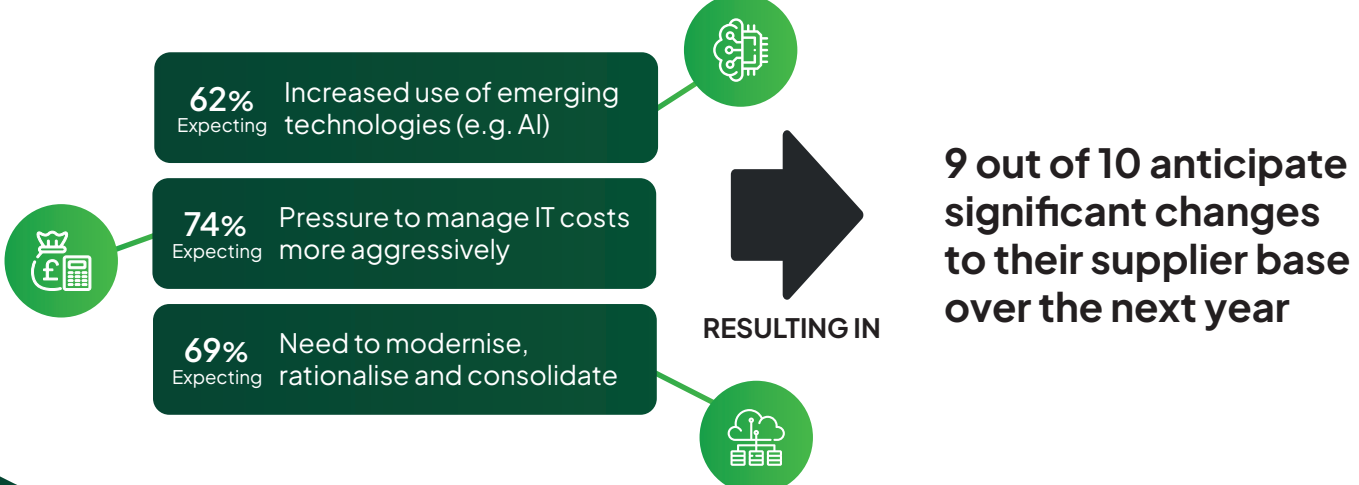 62%
Expecting
Increased use of emerging
technologies (e.g. AI)
74%
Expecting
Pressure to manage IT costs
more aggressively
69%
Expecting
Need to modernise,
rationalise and consolidate
£
RESULTING IN
9 out of 10 anticipate
significant changes
to their supplier base
over the next year